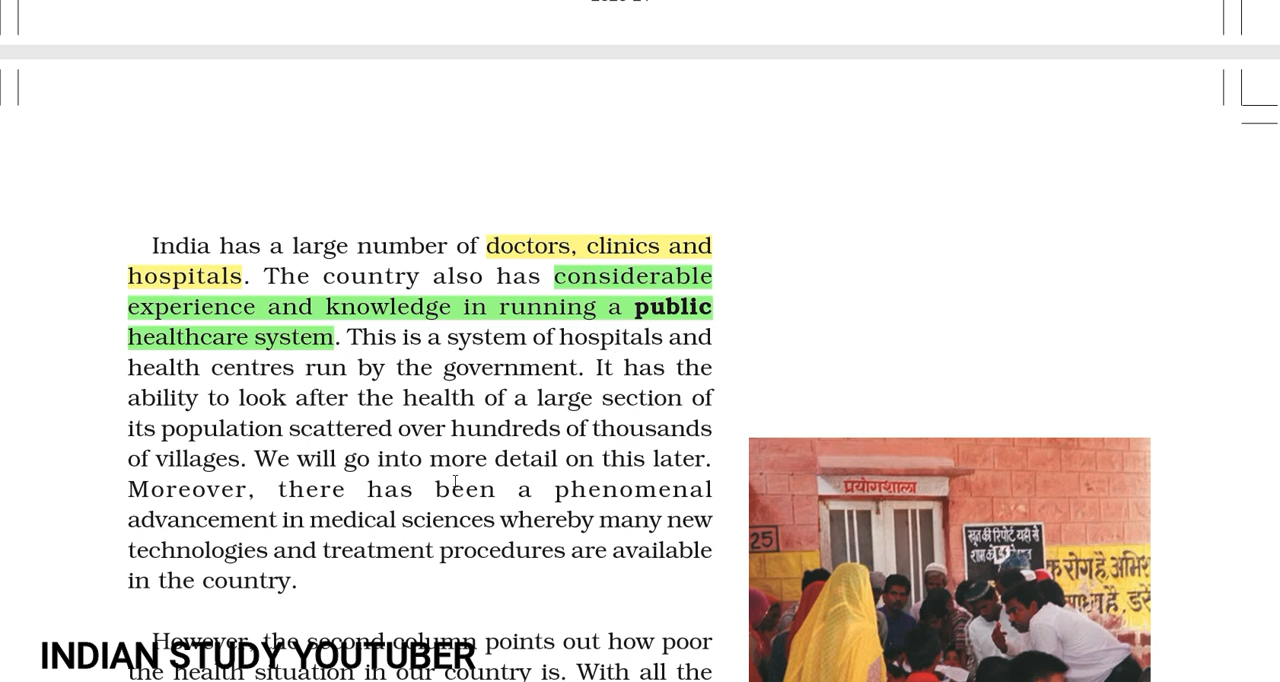 India has a large number of doctors, clinics and
hospitals. The country also has considerable
experience and knowledge in running a public
healthcare system. This is a system of hospitals and
health centres run by the government. It has the
ability to look after the health of a large section of
its population scattered over hundreds of thousands
of villages. We will go into more detail on this later.
Moreover, there has been a phenomenal
advancement in medical sciences whereby many new
technologies and treatment procedures are available
in the country.
However, the second column points out how poor
the health situation in our country is. With all the
INDIAN STUDY YOUTUBER
प्रयोगशाला
25
खून की रिपोर्ट यहीं से
रोग है,